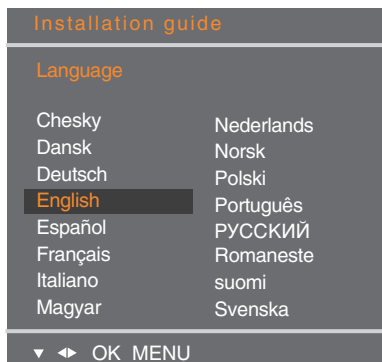 Installation guide
Language
Chesky
Dansk
Deutsch
English
Español
Français
Italiano
Magyar
Nederlands
Norsk
Polski
Português
РУССКИЙ
Romaneste
suomi
Svenska
OK MENU